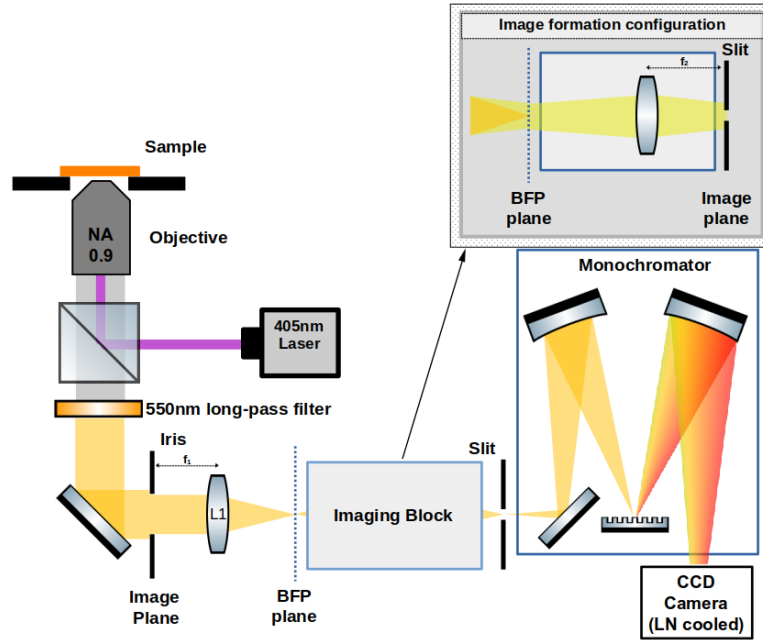 Image formation configuration
Slit
f₂
BFP
plane
Image
plane
Sample
NA
0.9
Objective
405nm
Laser
550nm long-pass filter
Iris
f₁
L1
Image
Plane
BFP
plane
Imaging Block
Slit
Monochromator
CCD
Camera
(LN cooled)